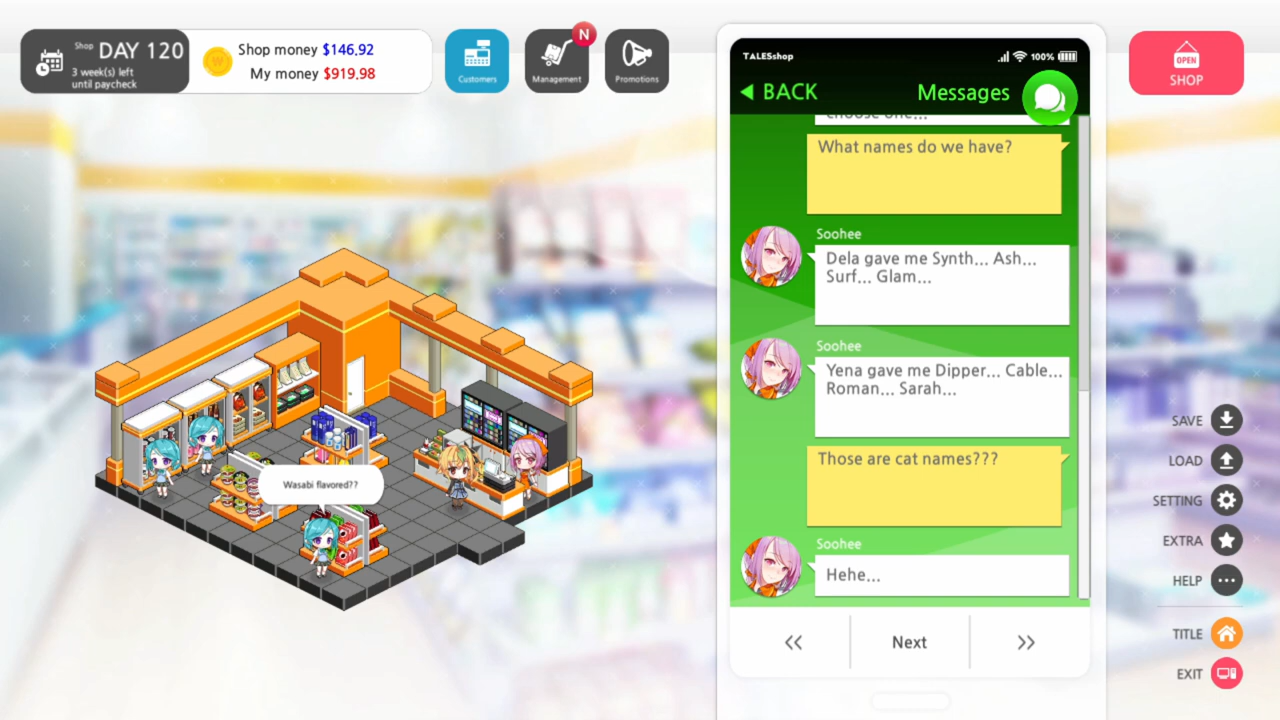 Shop DAY 120
3 week(s) left
until paycheck
Shop money $146.92
My money $919.98
Customers
N
Management
Promotions
OPEN
SHOP
TALESshop
100%
BACK
Messages
choose one...
What names do we have?
Soohee
Dela gave me Synth... Ash...
Surf... Glam...
Soohee
Yena gave me Dipper... Cable...
Roman... Sarah...
Those are cat names???
Soohee
Hehe...
<<
Next
>>
Wasabi flavored??
SAVE
LOAD
SETTING
EXTRA
HELP
TITLE
EXIT